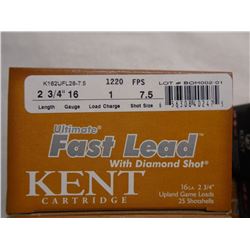 K162UFL28-7.5 1220 FPS LOT # BOH002-01
2 3/4" 16 1 7.5
Length Gauge Load Charge Shot Size
Ultimate®
Fast Lead
With Diamond Shot®
KENT
CARTRIDGE
16GA. 2 3/4"
Upland Game Loads
25 Shotshells